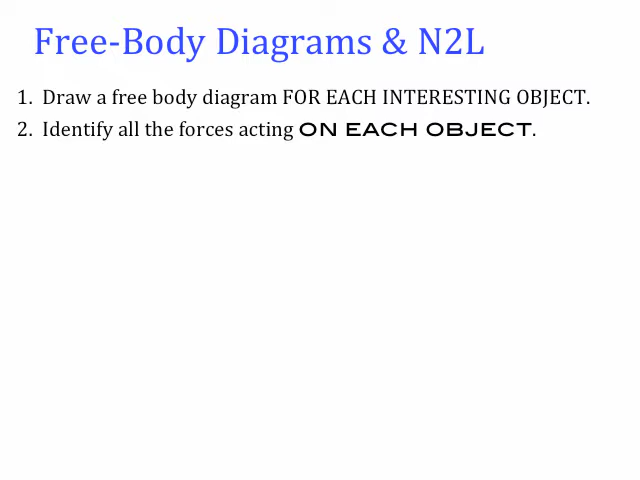 Free-Body Diagrams & N2L
1. Draw a free body diagram FOR EACH INTERESTING OBJECT.
2. Identify all the forces acting ON EACH OBJECT.